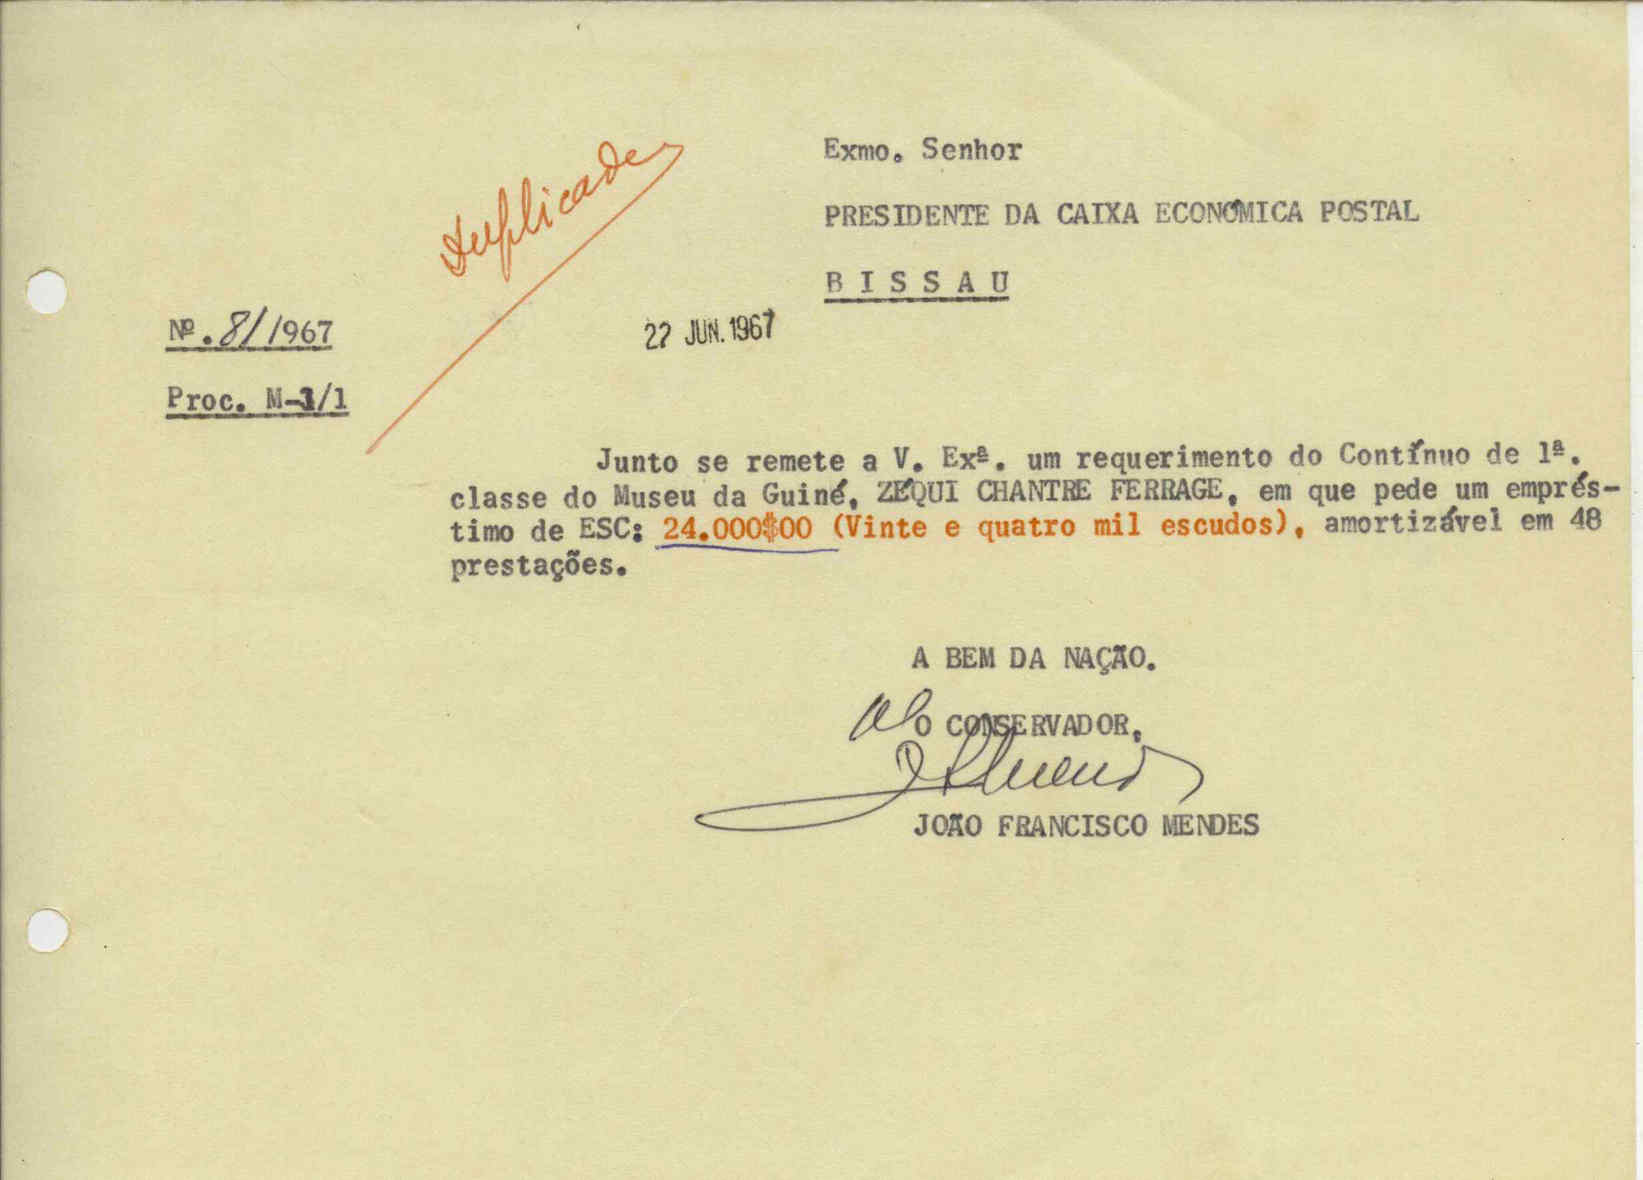 Exmo. Senhor
PRESIDENTE DA CAIXA ECONÓMICA POSTAL
BISSAU
Duplicado
Nº. 8/ /1967
22 JUN. 1967
Proc. M-1/1
Junto se remete a V. Exª. um requerimento do Contínuo de 1ª.
classe do Museu da Guiné, ZÉQUI CHANTRE FERRAGE, em que pede um emprés-
timo de ESC: 24.000$00 (Vinte e quatro mil escudos), amortizável em 48
prestações.
A BEM DA NAÇÃO.
O CONSERVADOR,
JOÃO FRANCISCO MENDES